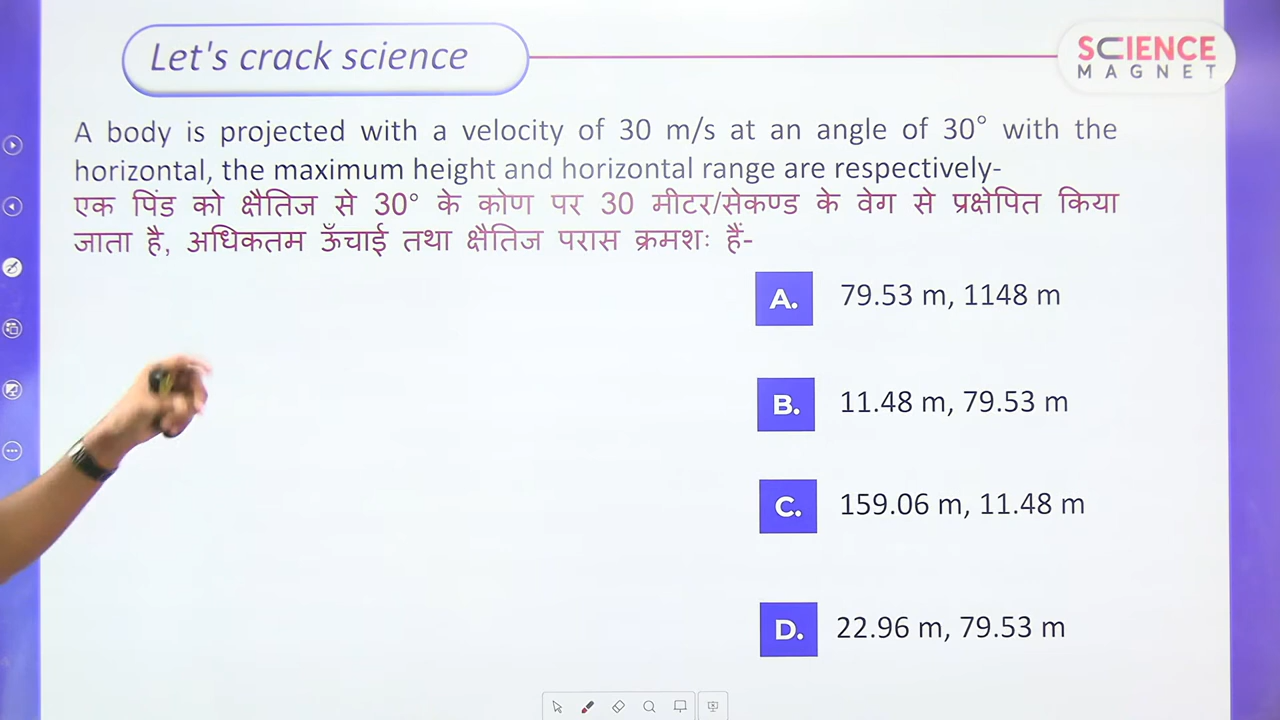 Let's crack science
SCIENCE
MAGNET
A body is projected with a velocity of 30 m/s at an angle of 30° with the
horizontal, the maximum height and horizontal range are respectively-
एक पिंड को क्षैतिज से 30° के कोण पर 30 मीटर/सेकण्ड के वेग से प्रक्षेपित किया
जाता है, अधिकतम ऊँचाई तथा क्षैतिज परास क्रमशः हैं-
A. 79.53 m, 1148 m
B. 11.48 m, 79.53 m
C. 159.06 m, 11.48 m
D. 22.96 m, 79.53 m